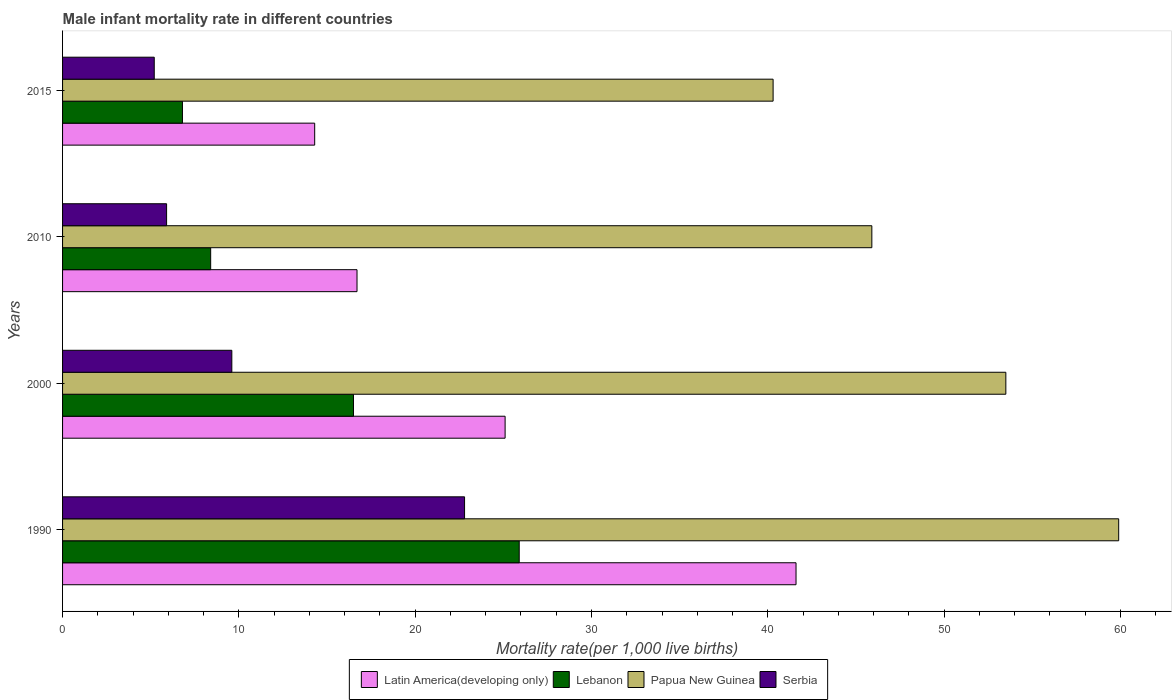 Male infant mortality rate in different countries
2015
2010
2000
1990
Years
0
10
20
30
40
50
60
Mortality rate(per 1,000 live births)
Latin America(developing only)
Lebanon
Papua New Guinea
Serbia